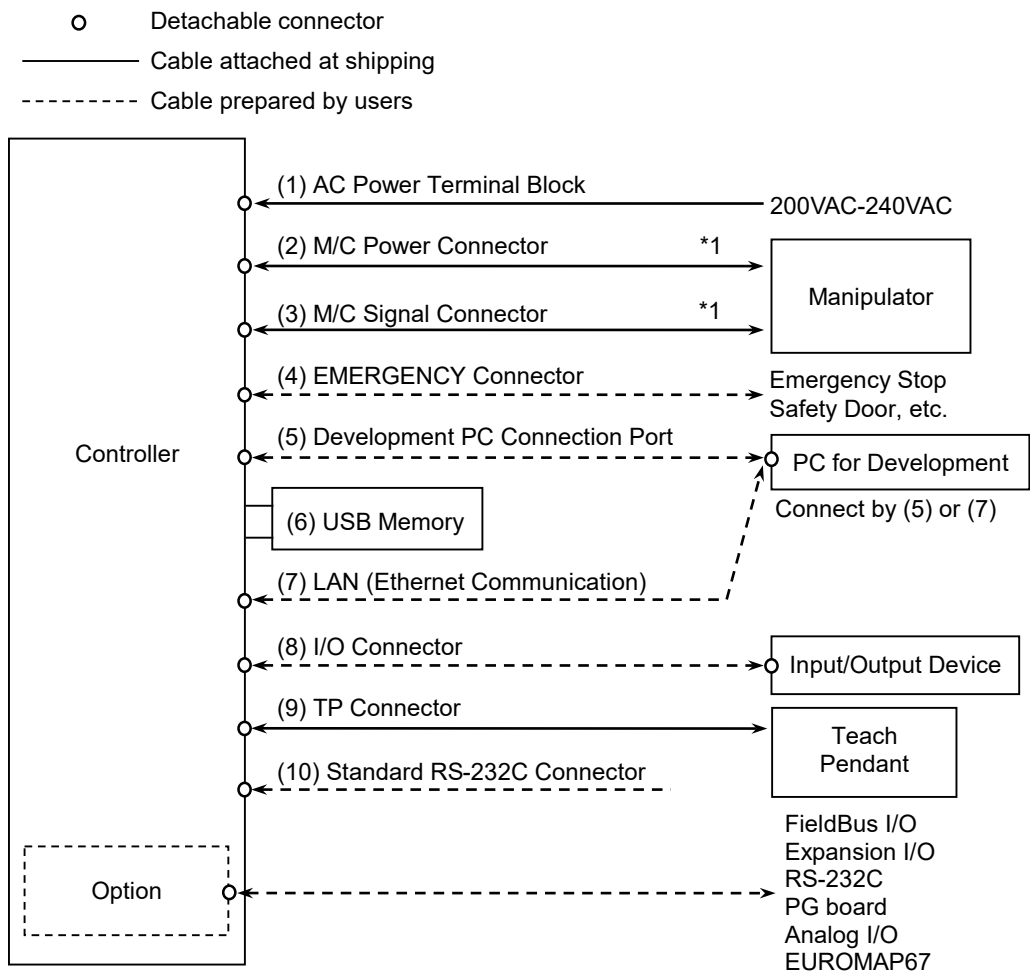 Detachable connector
Cable attached at shipping
Cable prepared by users
(1) AC Power Terminal Block
200VAC-240VAC
(2) M/C Power Connector *1
Manipulator
(3) M/C Signal Connector *1
(4) EMERGENCY Connector
Emergency Stop
Safety Door, etc.
(5) Development PC Connection Port
Controller
PC for Development
Connect by (5) or (7)
(6) USB Memory
(7) LAN (Ethernet Communication)
(8) I/O Connector
Input/Output Device
(9) TP Connector
Teach
Pendant
(10) Standard RS-232C Connector
Option
FieldBus I/O
Expansion I/O
RS-232C
PG board
Analog I/O
EUROMAP67